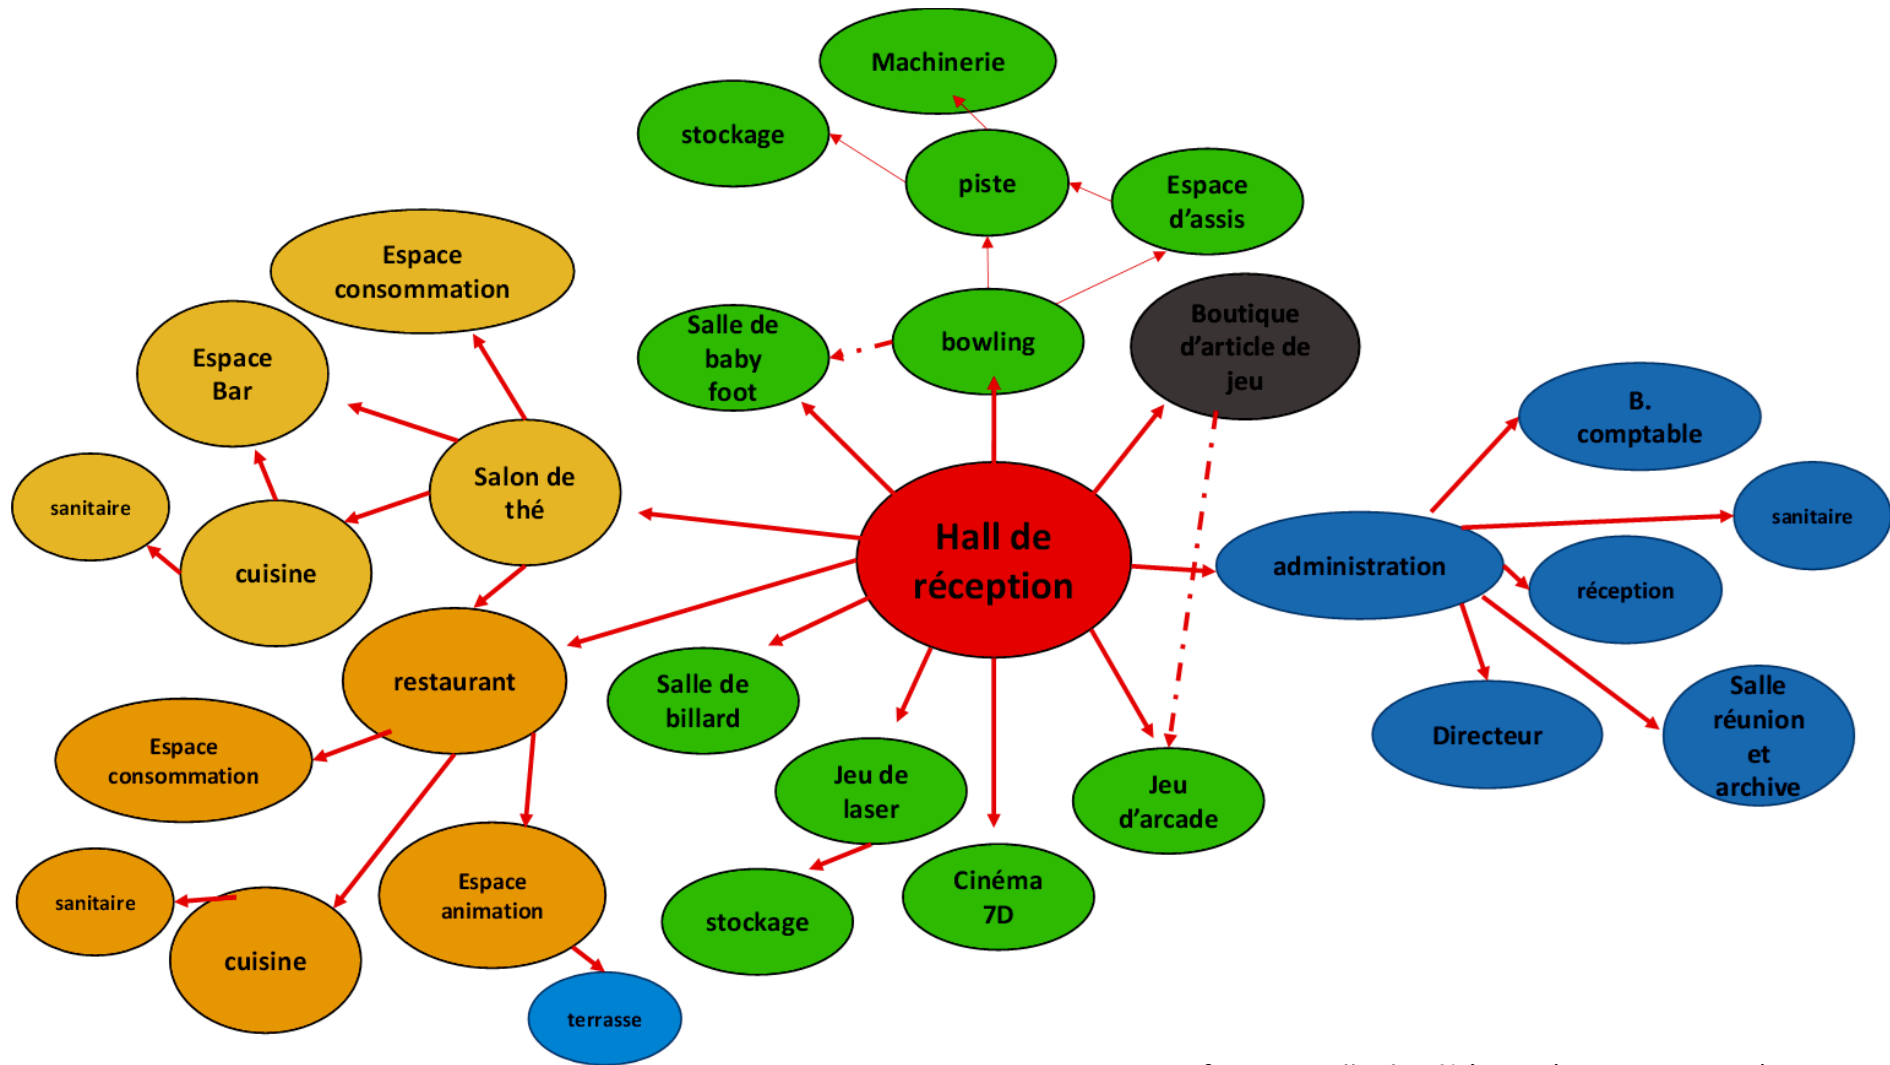 Machinerie
stockage
piste
Espace
d’assis
Espace
consommation
Salle de
baby
foot
bowling
Boutique
d’article de
jeu
Espace
Bar
B.
comptable
Salon de
thé
sanitaire
cuisine
Hall de
réception
administration
sanitaire
réception
restaurant
Salle de
billard
Directeur
Salle
réunion
et
archive
Espace
consommation
Jeu de
laser
Jeu
d’arcade
sanitaire
cuisine
Espace
animation
stockage
Cinéma
7D
terrasse